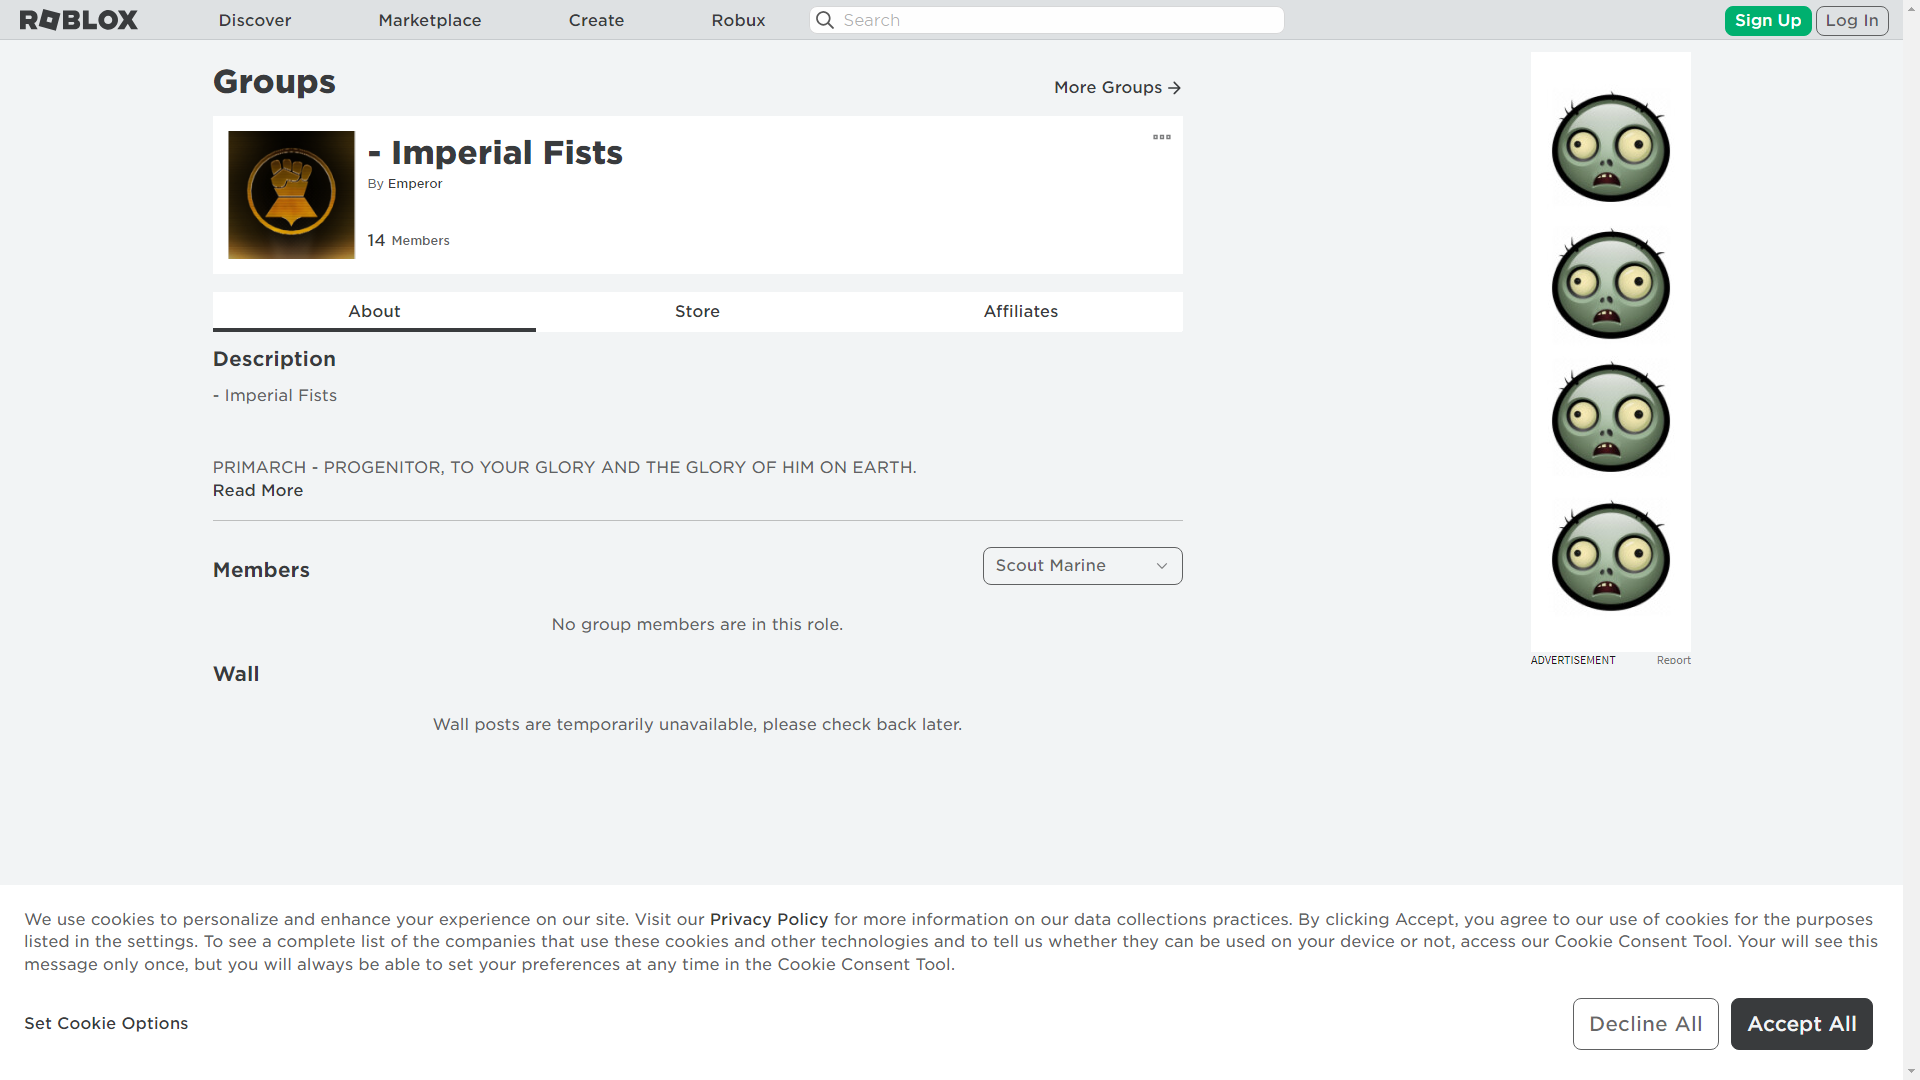 ROBLOX
Discover
Marketplace
Create
Robux
Search
Sign Up
Log In
Groups
More Groups
- Imperial Fists
By Emperor
14 Members
About
Store
Affiliates
Description
- Imperial Fists
PRIMARCH - PROGENITOR, TO YOUR GLORY AND THE GLORY OF HIM ON EARTH.
Read More
Members
Scout Marine
No group members are in this role.
Wall
Wall posts are temporarily unavailable, please check back later.
ADVERTISEMENT
Report
We use cookies to personalize and enhance your experience on our site. Visit our Privacy Policy for more information on our data collections practices. By clicking Accept, you agree to our use of cookies for the purposes
listed in the settings. To see a complete list of the companies that use these cookies and other technologies and to tell us whether they can be used on your device or not, access our Cookie Consent Tool. Your will see this
message only once, but you will always be able to set your preferences at any time in the Cookie Consent Tool.
Set Cookie Options
Decline All
Accept All